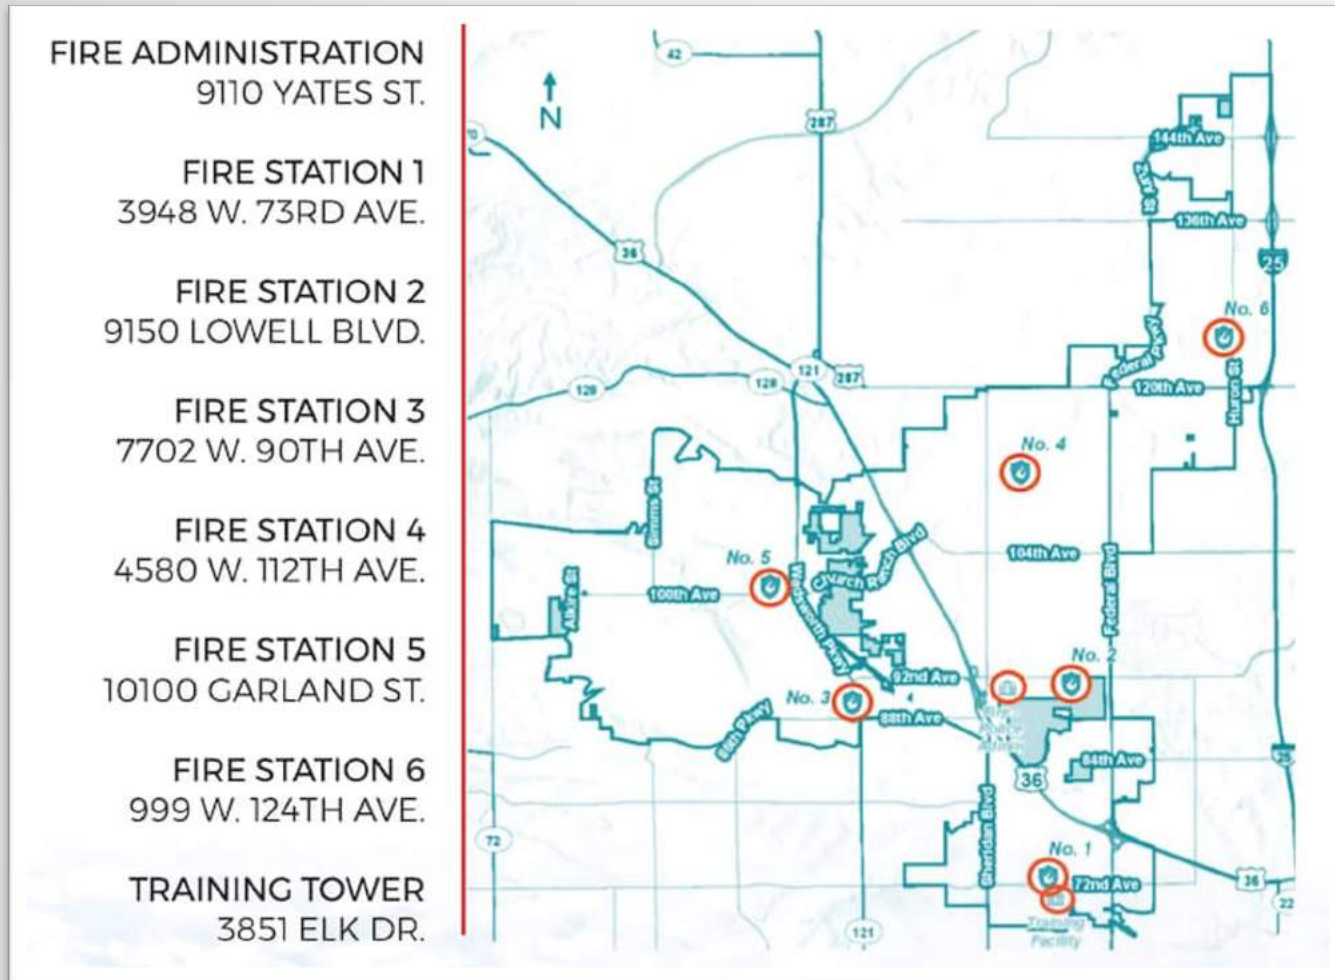 FIRE ADMINISTRATION
9110 YATES ST.
FIRE STATION 1
3948 W. 73RD AVE.
FIRE STATION 2
9150 LOWELL BLVD.
FIRE STATION 3
7702 W. 90TH AVE.
FIRE STATION 4
4580 W. 112TH AVE.
FIRE STATION 5
10100 GARLAND ST.
FIRE STATION 6
999 W. 124TH AVE.
TRAINING TOWER
3851 ELK DR.
N
42
287
36
144th Ave
136th Ave
25
No. 6
Federal Pkwy
120th Ave
Huron St
121
287
128
128
No. 4
Simms St
104th Ave
Church Ranch Blvd
No. 5
100th Ave
Alkire St
Wadsworth Pkwy
Federal Blvd
No. 2
92nd Ave
No. 3
88th Ave
84th Ave
36
25
Sheridan Blvd
72
No. 1
72nd Ave
36
22
121
Training
Facility